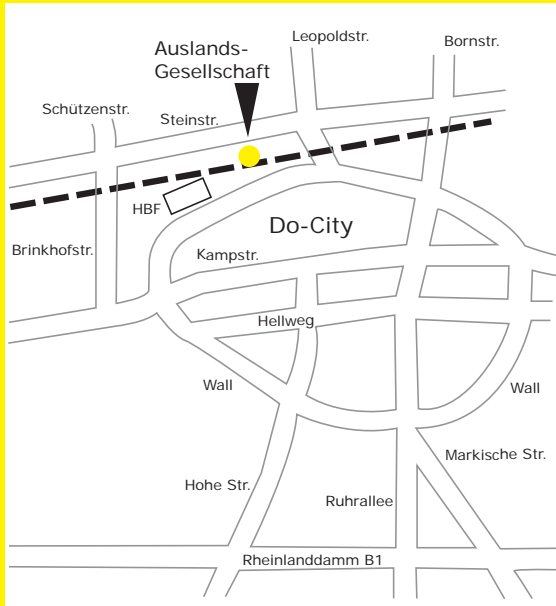 Leopoldstr.
Bornstr.
Auslands-
Gesellschaft
Schützenstr.
Steinstr.
HBF
Do-City
Brinkhofstr.
Kampstr.
Hellweg
Wall
Wall
Markische Str.
Hohe Str.
Ruhrallee
Rheinlanddamm B1